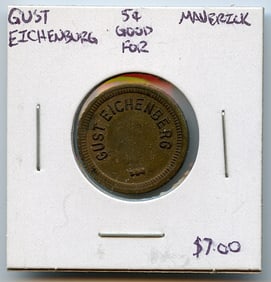 GUST
EICHENBURG
5¢
GOOD
FOR
MAVERICK
GUST EICHENBERG
$7.00